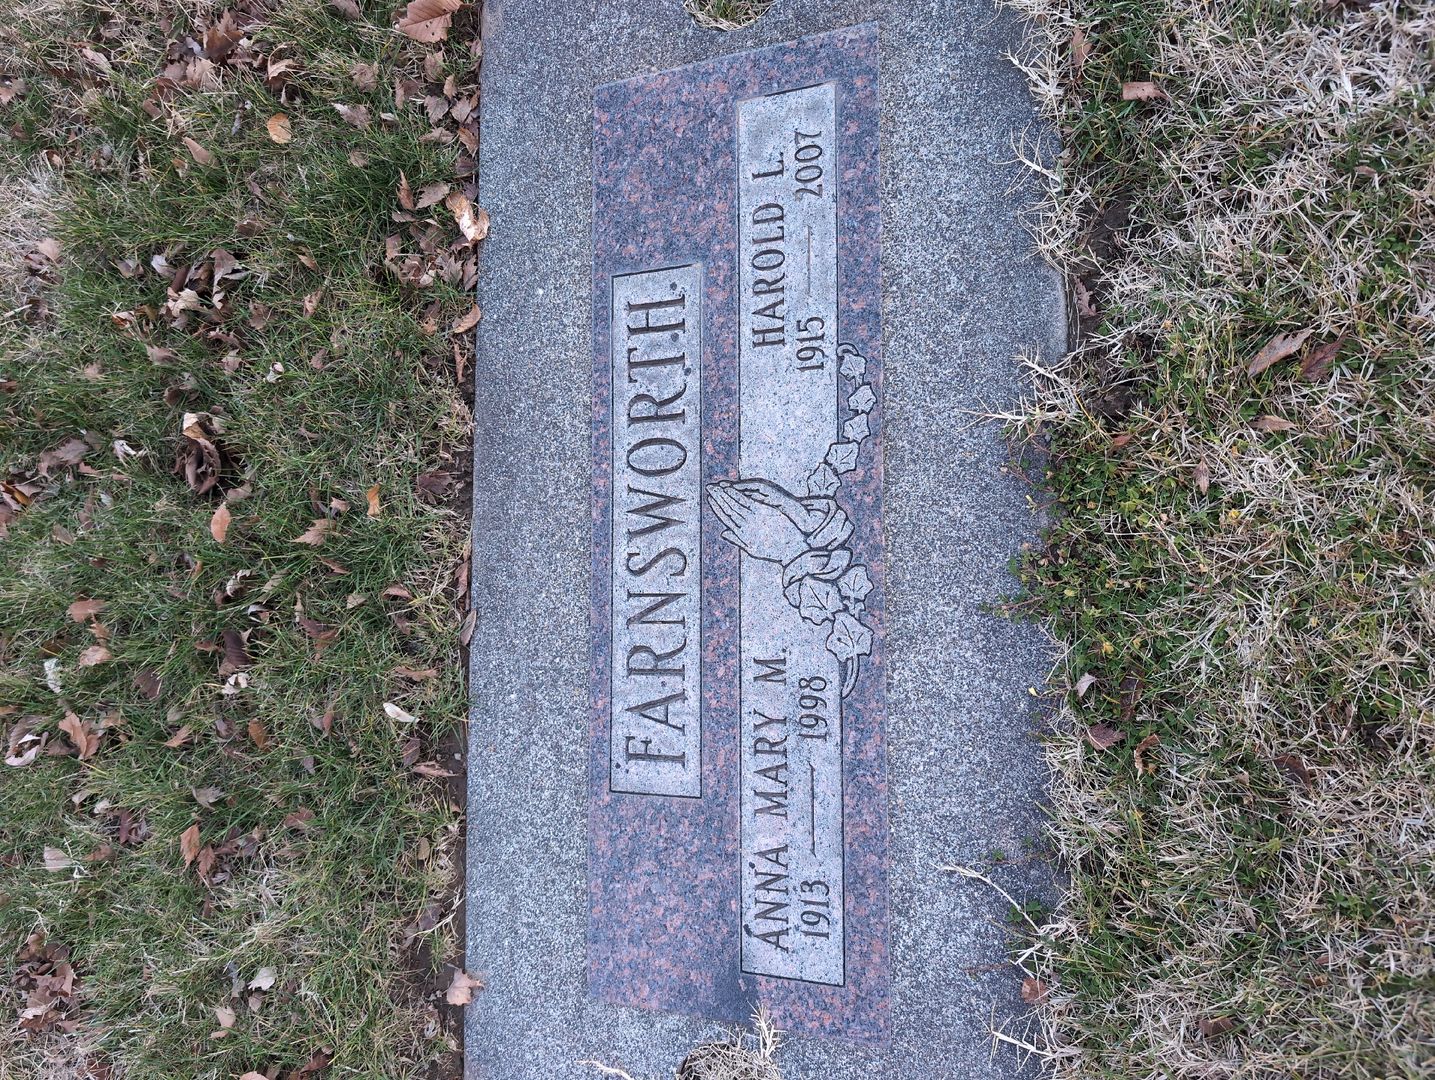 FARNSWORTH
ANNA MARY M.
1913 — 1998
HAROLD L.
1915 — 2007